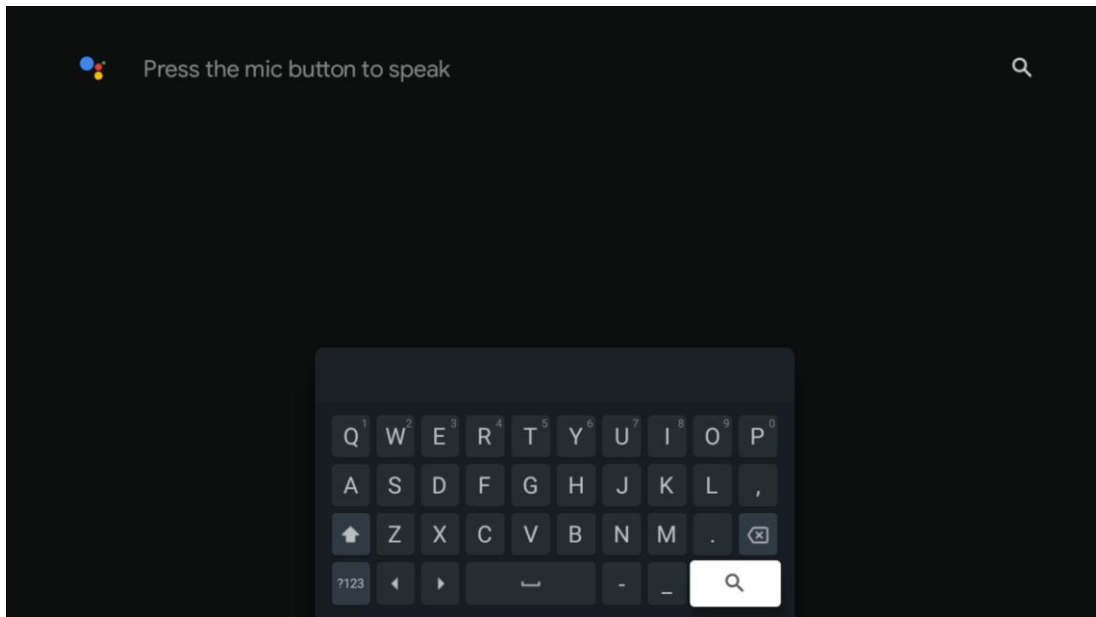 Press the mic button to speak
Q1 W2 E3 R4 T5 Y6 U7 I8 O9 P0
A S D F G H J K L ,
Z X C V B N M .
?123 - _